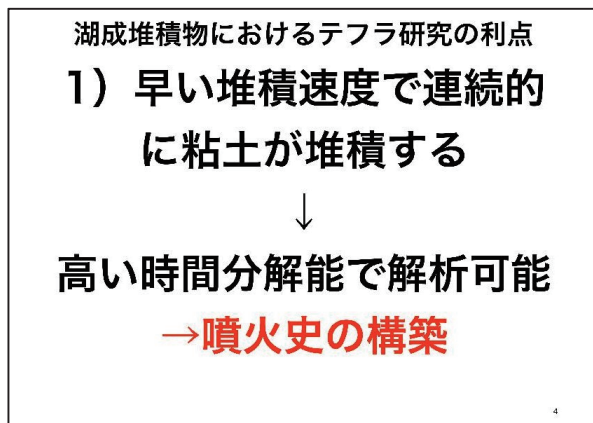 湖成堆積物におけるテフラ研究の利点
1）早い堆積速度で連続的
に粘土が堆積する
↓
高い時間分解能で解析可能
→噴火史の構築
4